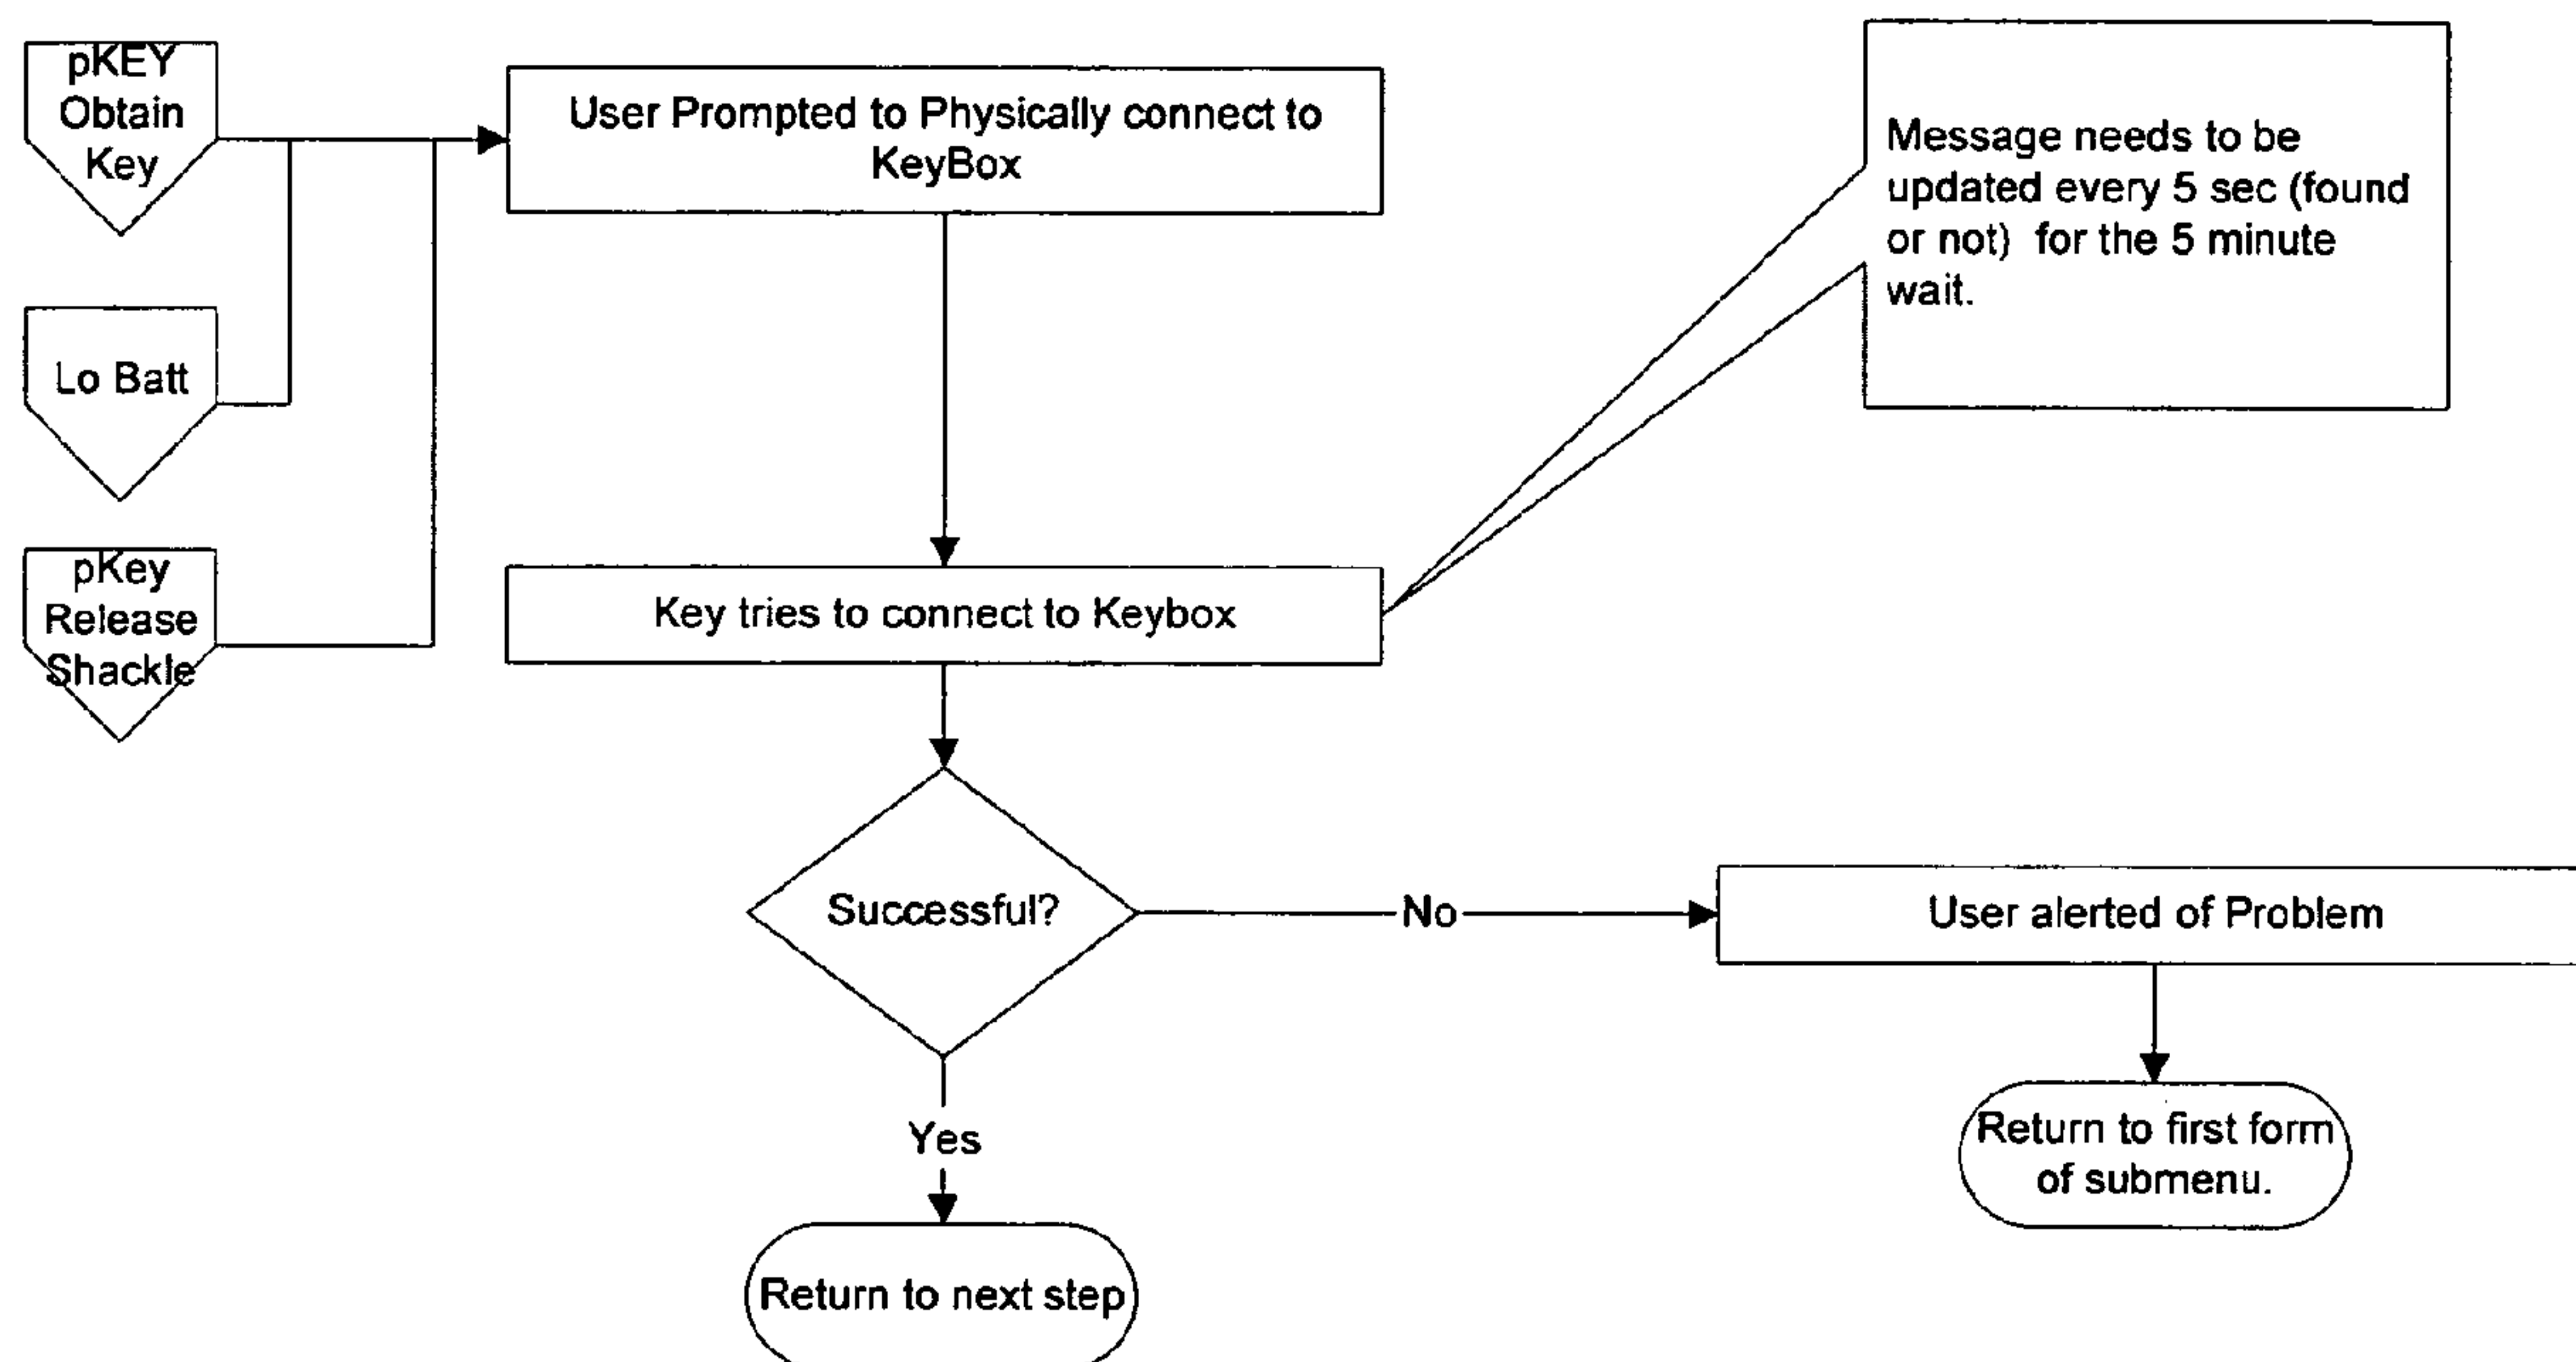 pKEY
Obtain
Key
User Prompted to Physically connect to
KeyBox
Message needs to be
updated every 5 sec (found
or not) for the 5 minute
wait.
Lo Batt
pKey
Release
Shackle
Key tries to connect to Keybox
Successful?
No
User alerted of Problem
Yes
Return to first form
of submenu.
Return to next step